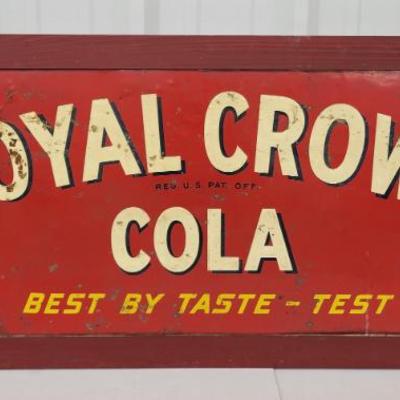 OYAL CROW
REG. U.S. PAT. OFF.
COLA
BEST BY TASTE - TEST